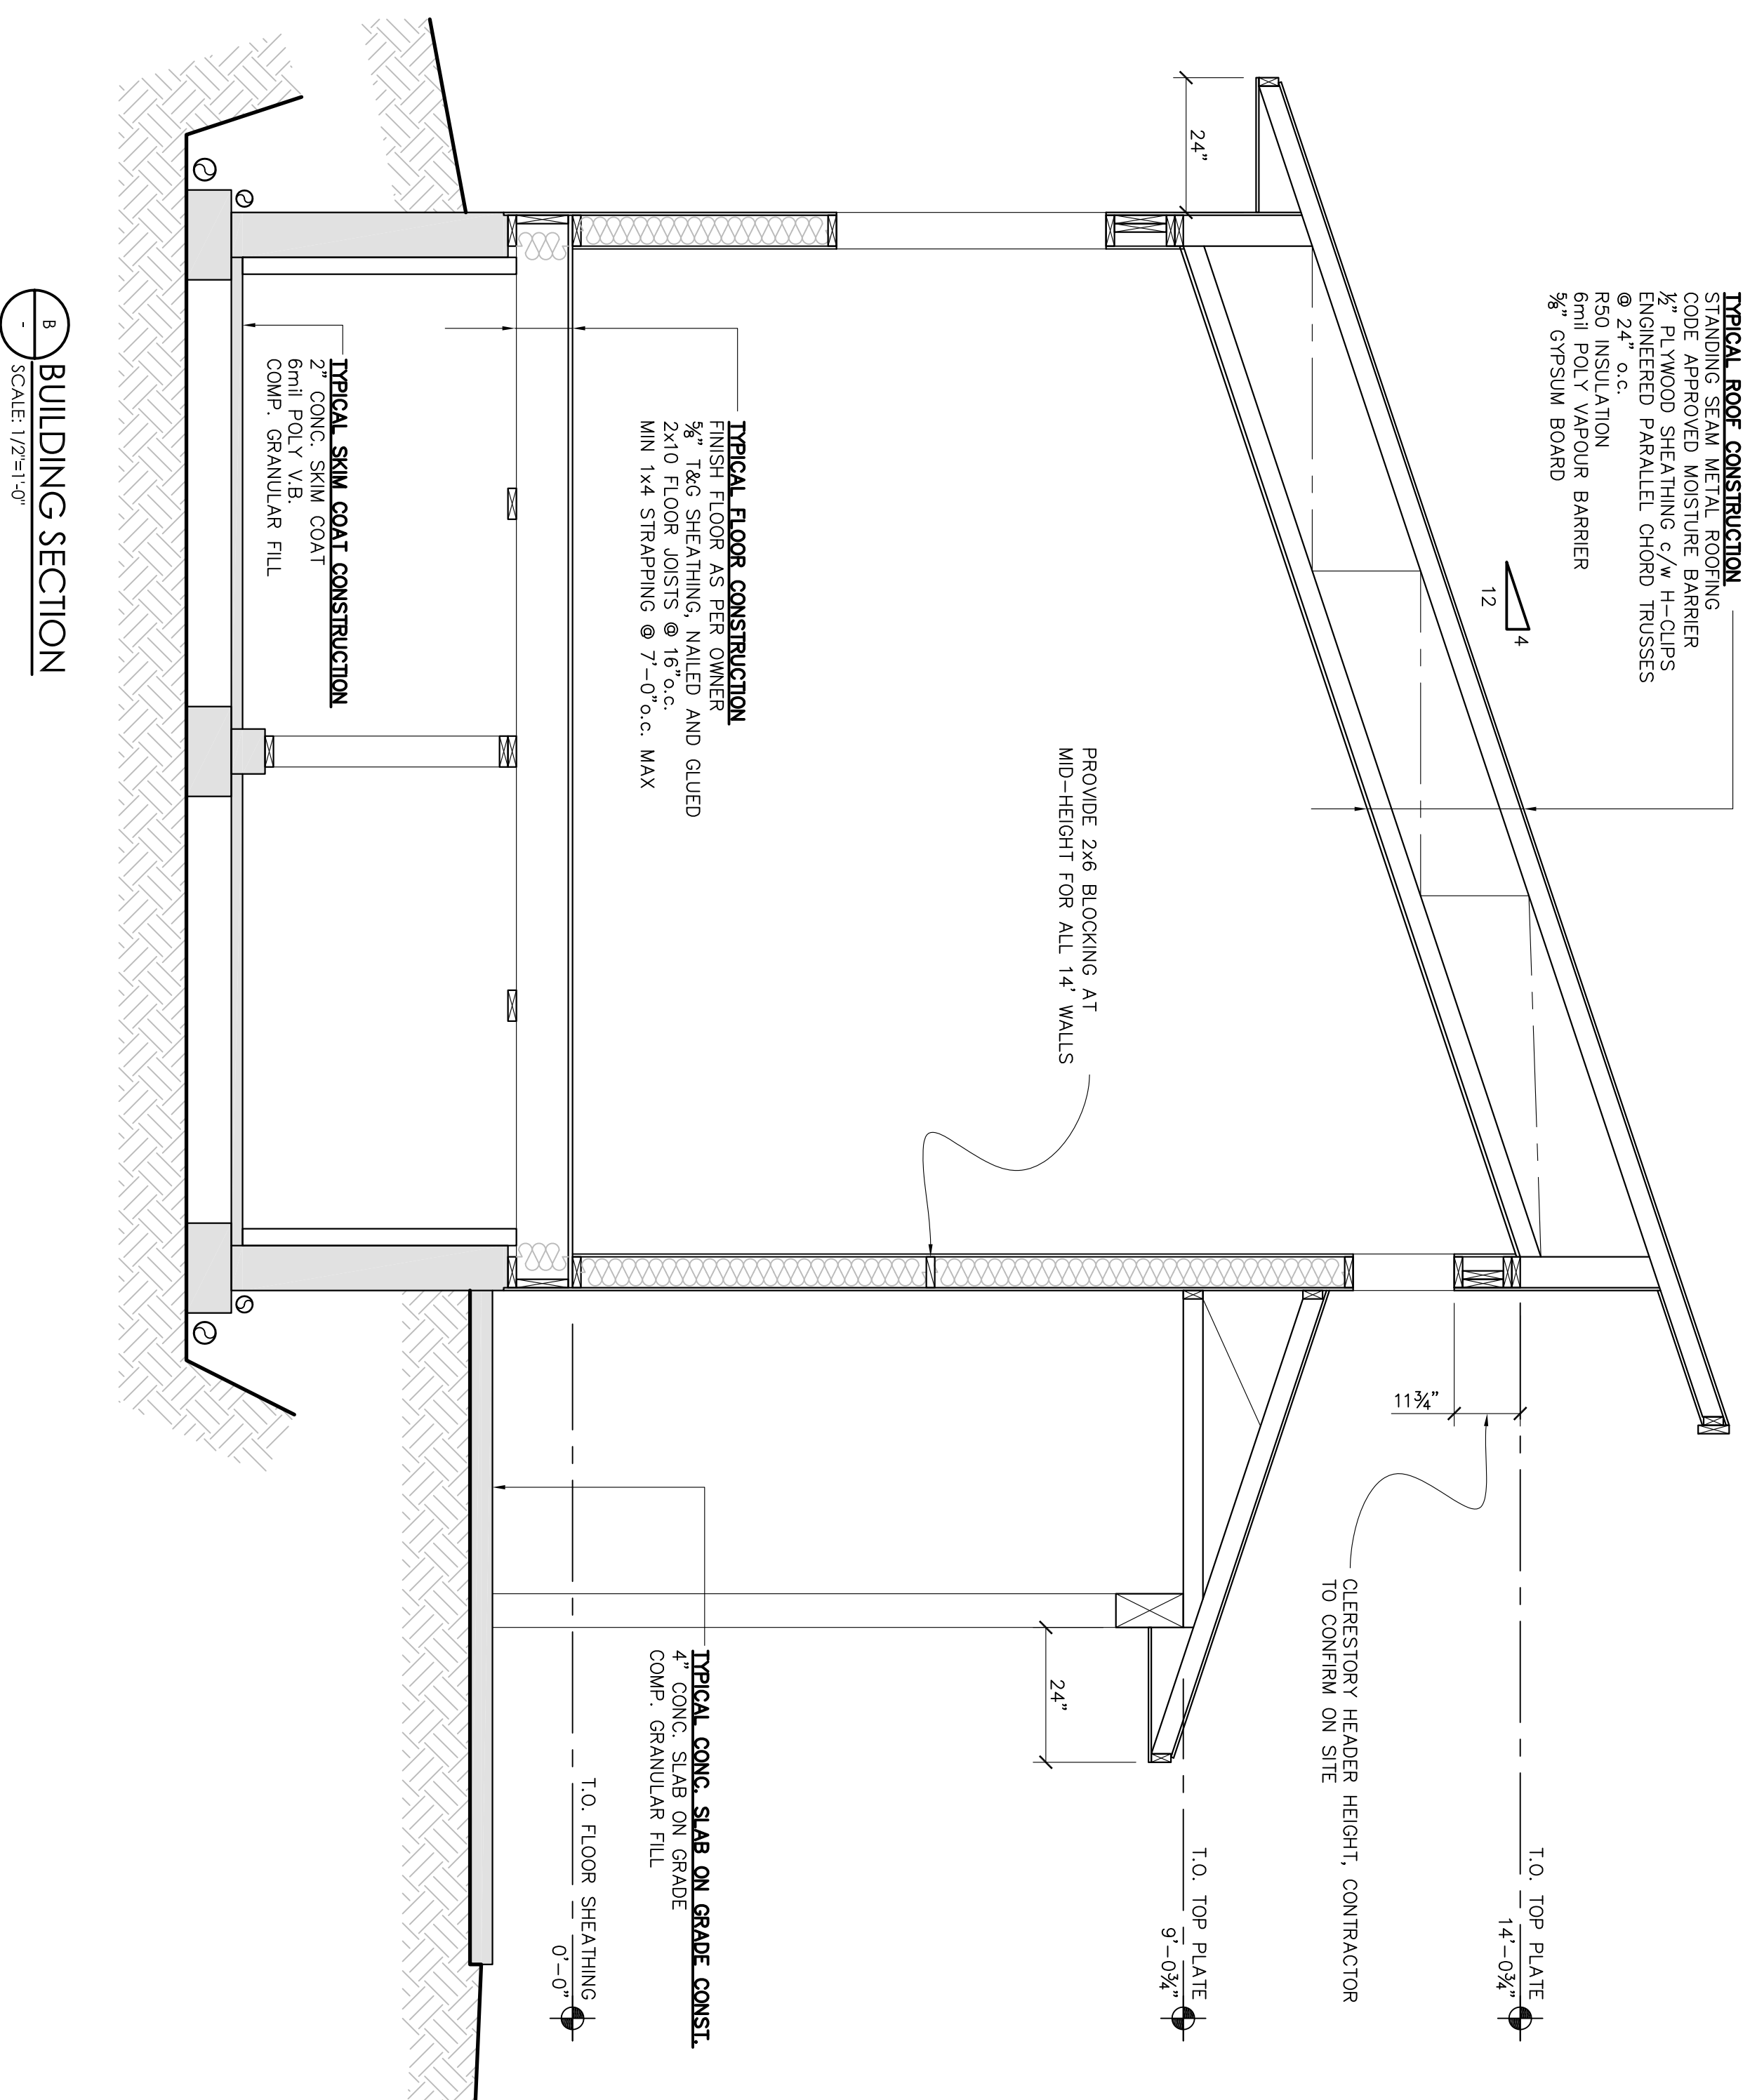 TYPICAL ROOF CONSTRUCTION
STANDING SEAM METAL ROOFING
CODE APPROVED MOISTURE BARRIER
½" PLYWOOD SHEATHING c/w H-CLIPS
ENGINEERED PARALLEL CHORD TRUSSES
@ 24" o.c.
R50 INSULATION
6mil POLY VAPOUR BARRIER
⅝" GYPSUM BOARD
4
12
24"
T.O. TOP PLATE
14'-0¾"
11¾"
CLERESTORY HEADER HEIGHT, CONTRACTOR
TO CONFIRM ON SITE
T.O. TOP PLATE
9'-0¾"
PROVIDE 2x6 BLOCKING AT
MID-HEIGHT FOR ALL 14' WALLS
24"
TYPICAL FLOOR CONSTRUCTION
FINISH FLOOR AS PER OWNER
⅝" T&G SHEATHING, NAILED AND GLUED
2x10 FLOOR JOISTS @ 16"o.c.
MIN 1x4 STRAPPING @ 7'-0"o.c. MAX
TYPICAL CONC. SLAB ON GRADE CONST.
4" CONC. SLAB ON GRADE
COMP. GRANULAR FILL
T.O. FLOOR SHEATHING
0'-0"
TYPICAL SKIM COAT CONSTRUCTION
2" CONC. SKIM COAT
6mil POLY V.B.
COMP. GRANULAR FILL
B
-
BUILDING SECTION
SCALE: 1/2"=1'-0"